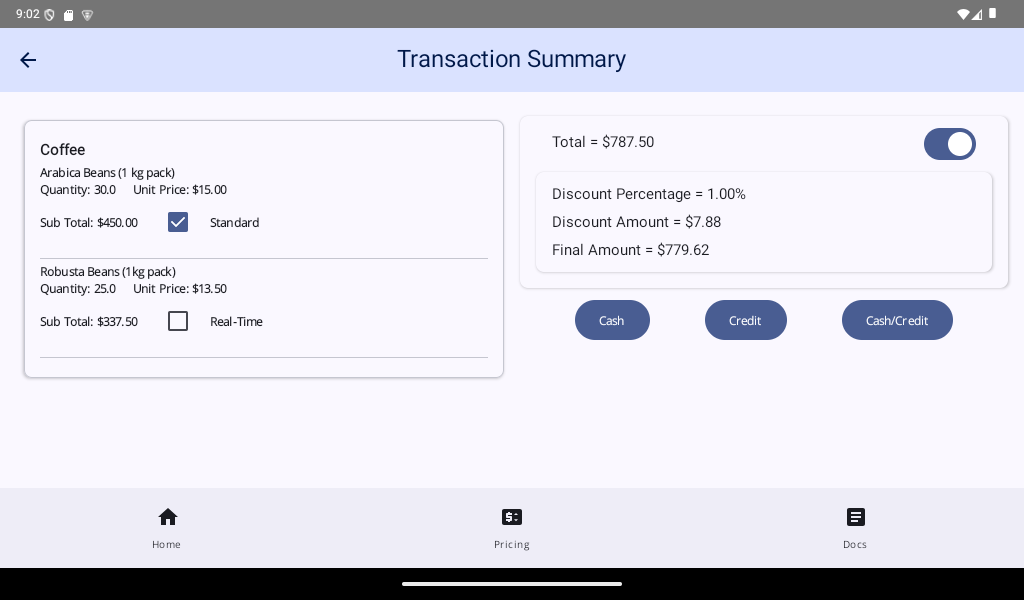 9:02
Transaction Summary
Coffee
Arabica Beans (1 kg pack)
Quantity: 30.0 Unit Price: $15.00
Sub Total: $450.00 Standard
Robusta Beans (1kg pack)
Quantity: 25.0 Unit Price: $13.50
Sub Total: $337.50 Real-Time
Total = $787.50
Discount Percentage = 1.00%
Discount Amount = $7.88
Final Amount = $779.62
Cash Credit Cash/Credit
Home Pricing Docs